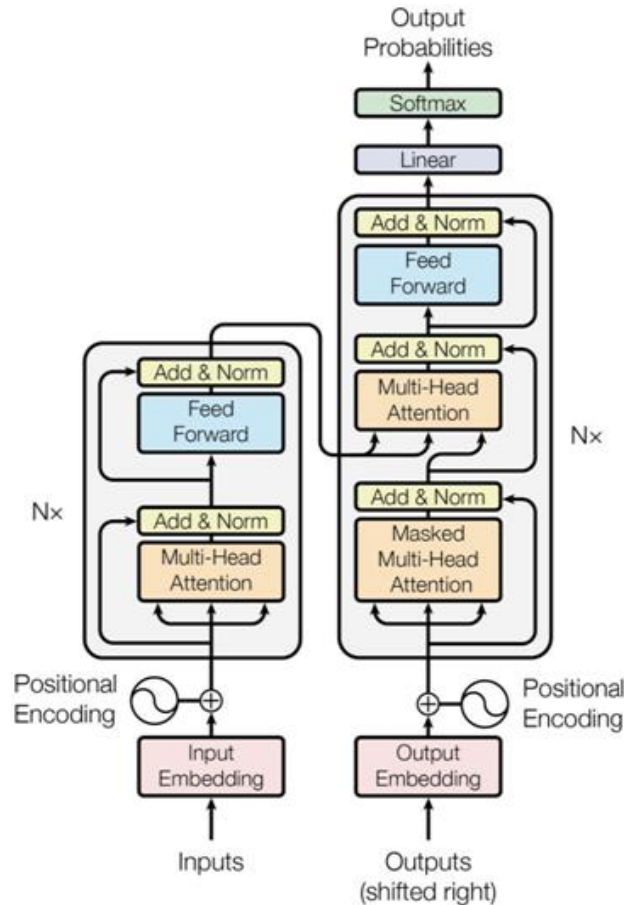 Output
Probabilities
Softmax
Linear
Add & Norm
Feed
Forward
Add & Norm
Multi-Head
Attention
Add & Norm
Masked
Multi-Head
Attention
N×
Add & Norm
Feed
Forward
Add & Norm
Multi-Head
Attention
N×
Positional
Encoding
Positional
Encoding
Input
Embedding
Output
Embedding
Inputs
Outputs
(shifted right)